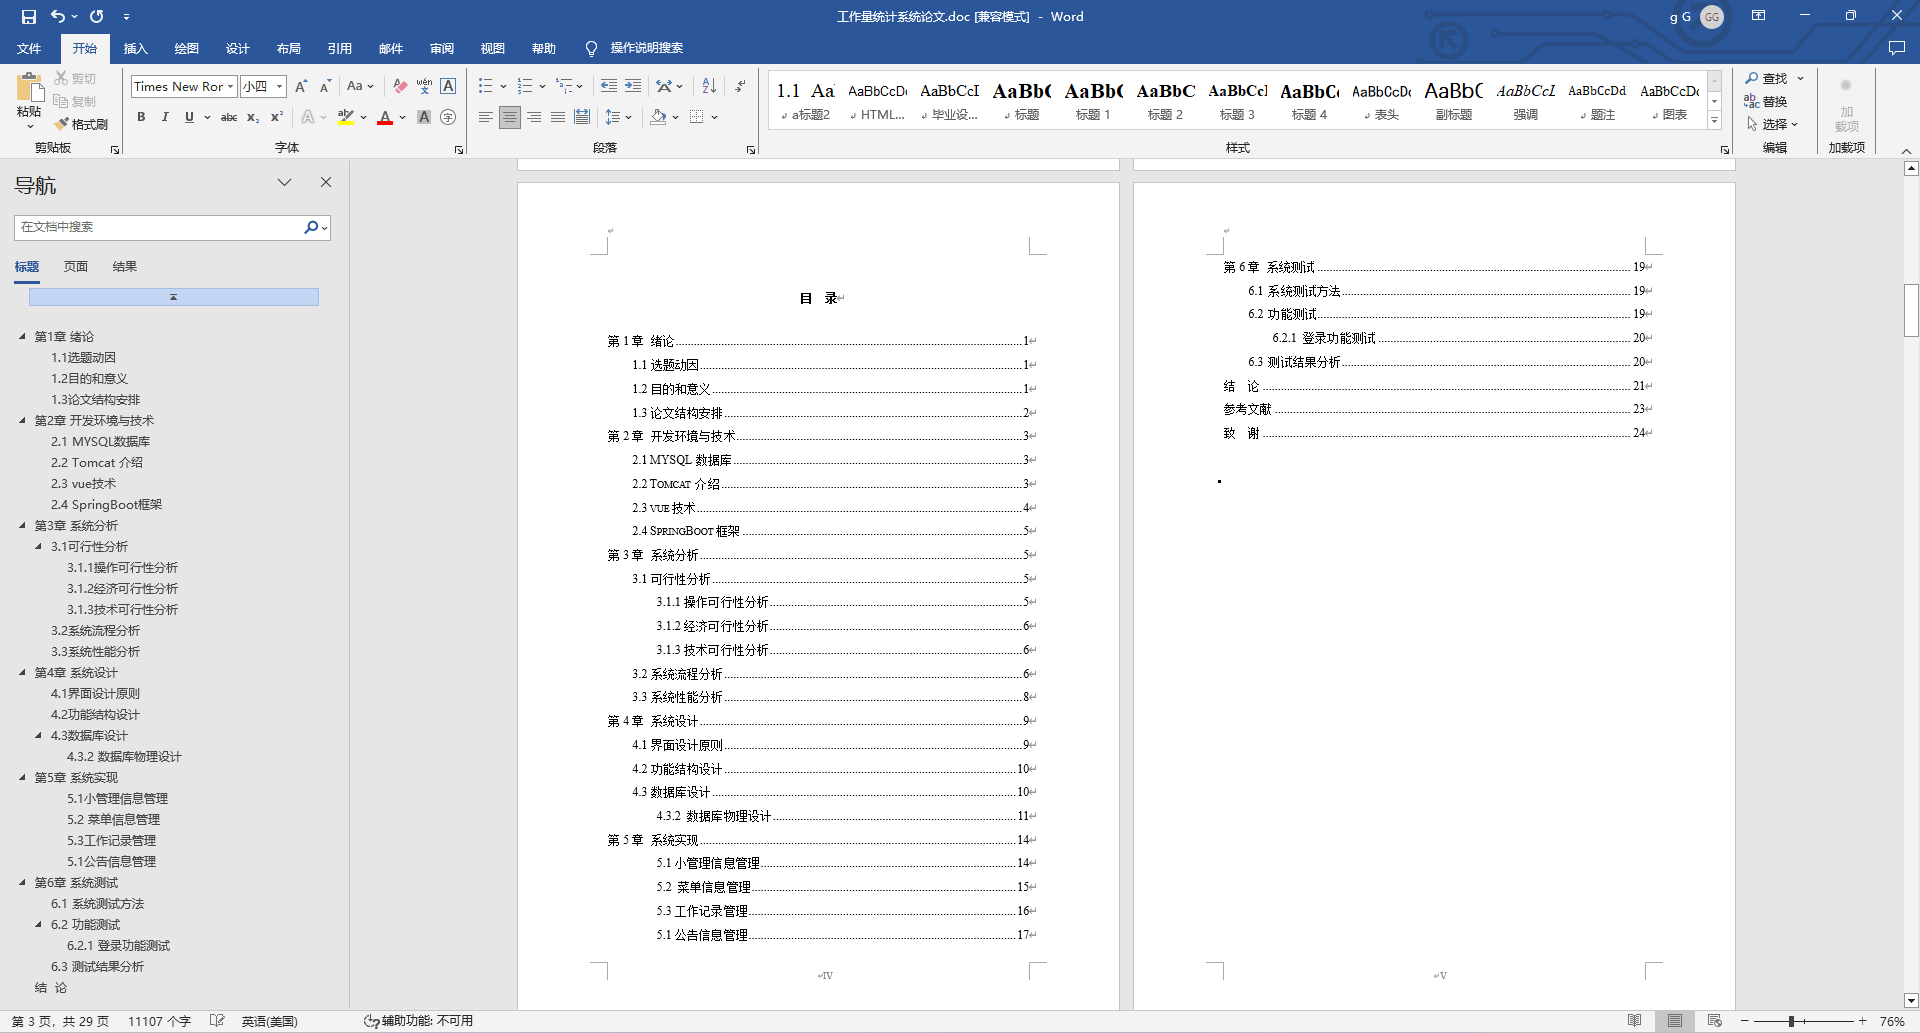 工作量统计系统论文.doc [兼容模式] - Word
g G GG
文件 开始 插入 绘图 设计 布局 引用 邮件 审阅 视图 帮助 操作说明搜索
粘贴 剪切 复制 格式刷
剪贴板
Times New Ror 小四
字体
段落
1.1 Aa AaBbCcDc AaBbCcI AaBb( AaBb( AaBbC AaBbCcI AaBbC AaBbCcDc AaBbC AaBbCcL AaBbCcDd AaBbCcDc
a标题2 HTML... 毕业设... 标题 标题 1 标题 2 标题 3 标题 4 表头 副标题 强调 题注 图表
样式
查找
替换
选择
编辑
加载项
加载项
导航
在文档中搜索
标题 页面 结果
第1章 绪论
1.1选题动因
1.2目的和意义
1.3论文结构安排
第2章 开发环境与技术
2.1 MYSQL数据库
2.2 Tomcat 介绍
2.3 vue技术
2.4 SpringBoot框架
第3章 系统分析
3.1可行性分析
3.1.1操作可行性分析
3.1.2经济可行性分析
3.1.3技术可行性分析
3.2系统流程分析
3.3系统性能分析
第4章 系统设计
4.1界面设计原则
4.2功能结构设计
4.3数据库设计
4.3.2 数据库物理设计
第5章 系统实现
5.1小管理信息管理
5.2 菜单信息管理
5.3工作记录管理
5.1公告信息管理
第6章 系统测试
6.1 系统测试方法
6.2 功能测试
6.2.1 登录功能测试
6.3 测试结果分析
结 论
目 录
第 1 章 绪论 1
1.1 选题动因 1
1.2 目的和意义 1
1.3 论文结构安排 2
第 2 章 开发环境与技术 3
2.1 MYSQL 数据库 3
2.2 TOMCAT 介绍 3
2.3 VUE 技术 4
2.4 SPRINGBOOT 框架 5
第 3 章 系统分析 5
3.1 可行性分析 5
3.1.1 操作可行性分析 5
3.1.2 经济可行性分析 6
3.1.3 技术可行性分析 6
3.2 系统流程分析 6
3.3 系统性能分析 8
第 4 章 系统设计 9
4.1 界面设计原则 9
4.2 功能结构设计 10
4.3 数据库设计 10
4.3.2 数据库物理设计 11
第 5 章 系统实现 14
5.1 小管理信息管理 14
5.2 菜单信息管理 15
5.3 工作记录管理 16
5.1 公告信息管理 17
IV
第 6 章 系统测试 19
6.1 系统测试方法 19
6.2 功能测试 19
6.2.1 登录功能测试 20
6.3 测试结果分析 20
结 论 21
参考文献 23
致 谢 24
V
第 3 页，共 29 页 11107 个字 英语(美国) 辅助功能: 不可用 76%